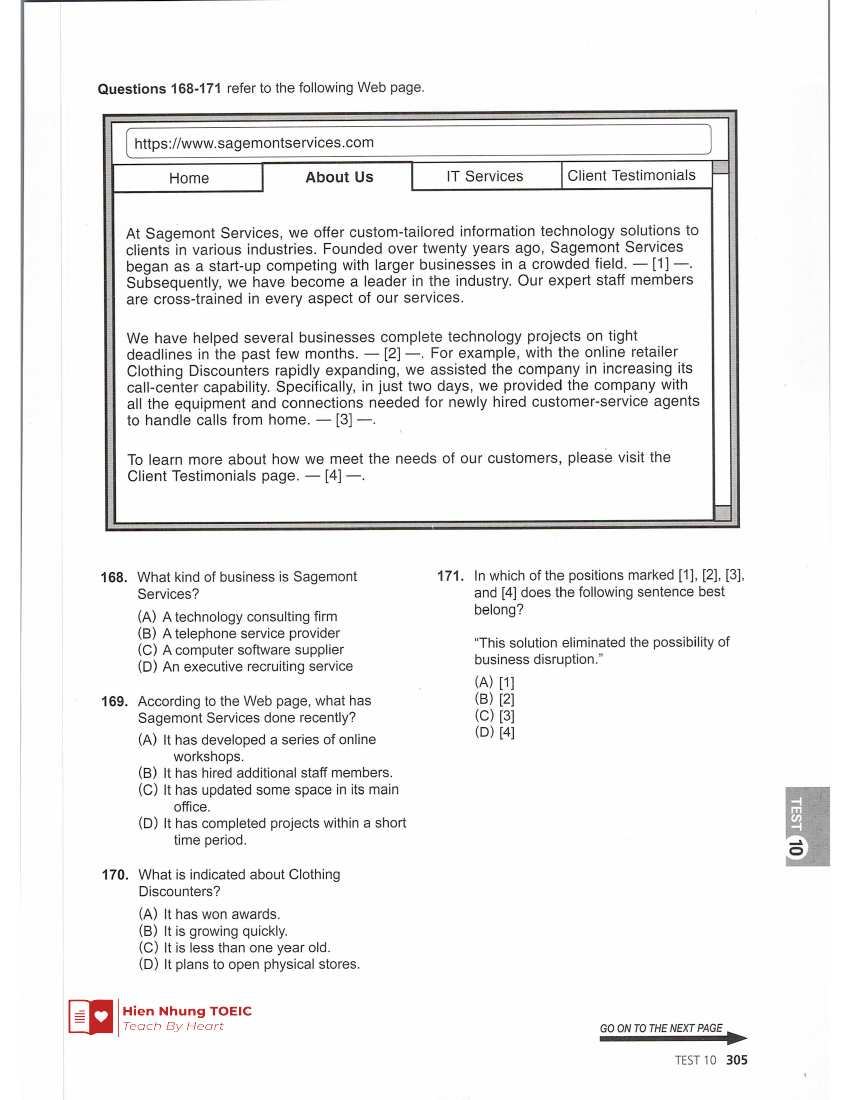 Questions 168-171 refer to the following Web page.
https://www.sagemontservices.com
Home
About Us
IT Services
Client Testimonials
At Sagemont Services, we offer custom-tailored information technology solutions to
clients in various industries. Founded over twenty years ago, Sagemont Services
began as a start-up competing with larger businesses in a crowded field. — [1] —.
Subsequently, we have become a leader in the industry. Our expert staff members
are cross-trained in every aspect of our services.
We have helped several businesses complete technology projects on tight
deadlines in the past few months. — [2] —. For example, with the online retailer
Clothing Discounters rapidly expanding, we assisted the company in increasing its
call-center capability. Specifically, in just two days, we provided the company with
all the equipment and connections needed for newly hired customer-service agents
to handle calls from home. — [3] —.
To learn more about how we meet the needs of our customers, please visit the
Client Testimonials page. — [4] —.
168. What kind of business is Sagemont
Services?
(A) A technology consulting firm
(B) A telephone service provider
(C) A computer software supplier
(D) An executive recruiting service
169. According to the Web page, what has
Sagemont Services done recently?
(A) It has developed a series of online
workshops.
(B) It has hired additional staff members.
(C) It has updated some space in its main
office.
(D) It has completed projects within a short
time period.
170. What is indicated about Clothing
Discounters?
(A) It has won awards.
(B) It is growing quickly.
(C) It is less than one year old.
(D) It plans to open physical stores.
171. In which of the positions marked [1], [2], [3],
and [4] does the following sentence best
belong?
“This solution eliminated the possibility of
business disruption.”
(A) [1]
(B) [2]
(C) [3]
(D) [4]
TEST 10
Hien Nhung TOEIC
Teach By Heart
GO ON TO THE NEXT PAGE
TEST 10 305